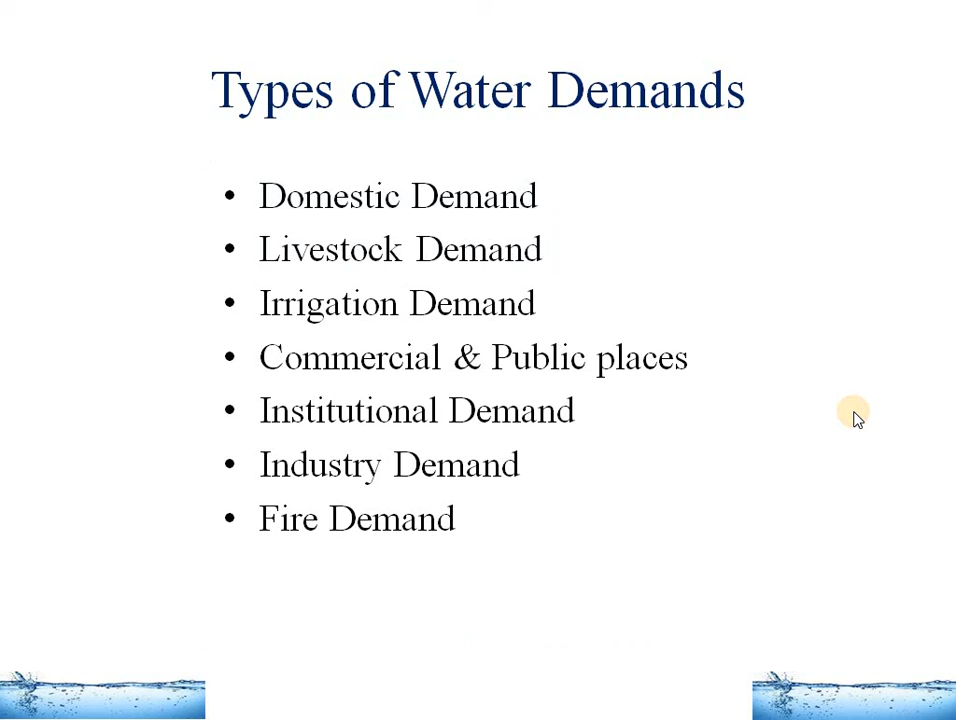 Types of Water Demands
• Domestic Demand
• Livestock Demand
• Irrigation Demand
• Commercial & Public places
• Institutional Demand
• Industry Demand
• Fire Demand